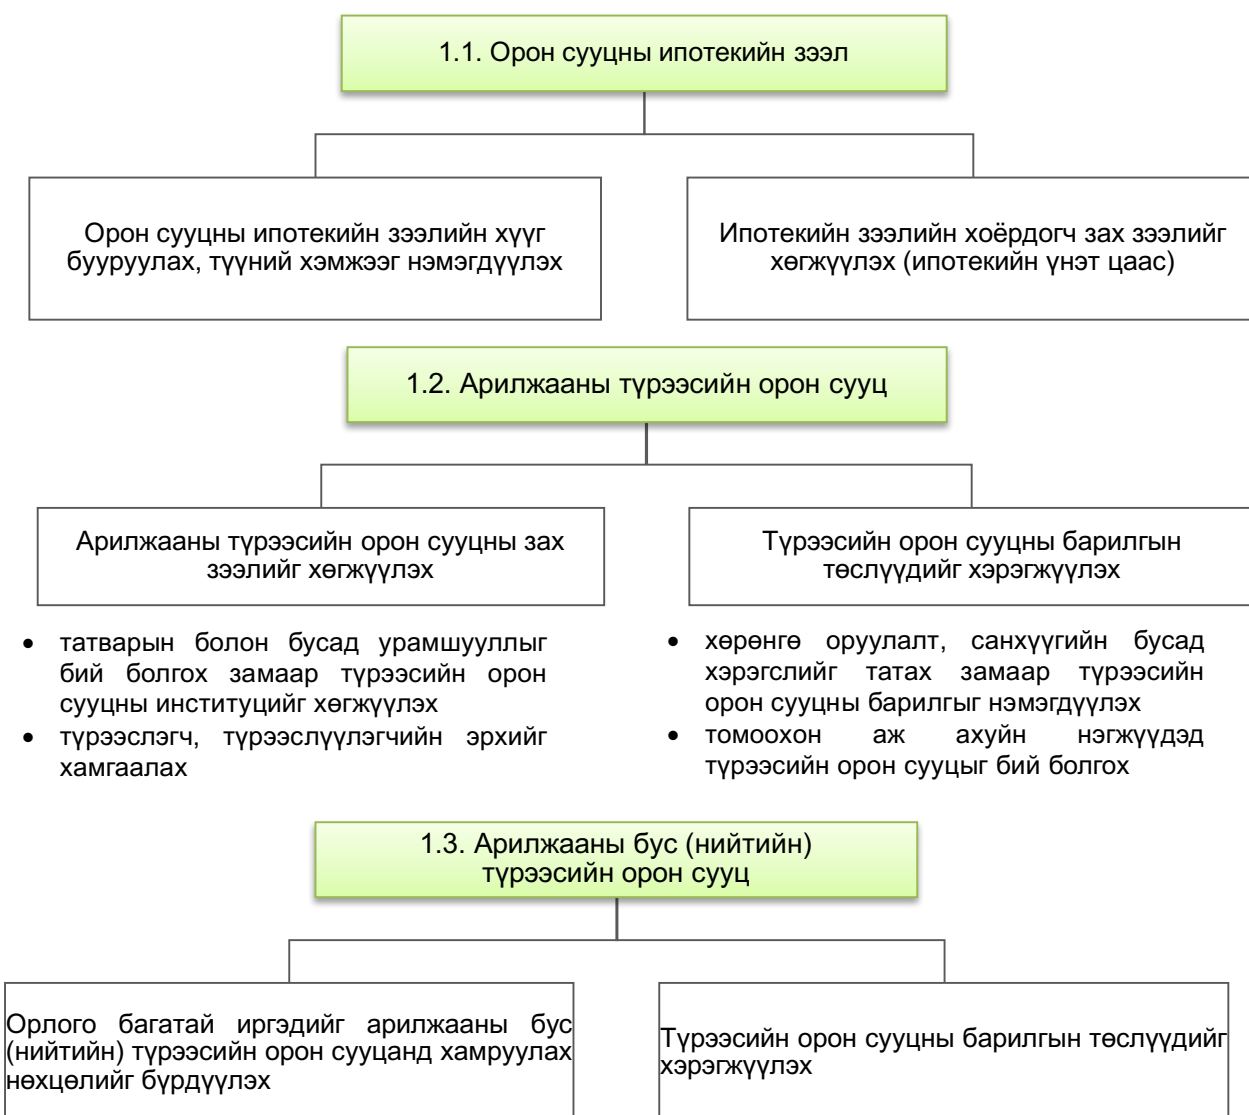 1.1. Орон сууцны ипотекийн зээл
Орон сууцны ипотекийн зээлийн хүүг
бууруулах, түүний хэмжээг нэмэгдүүлэх
Ипотекийн зээлийн хоёрдогч зах зээлийг
хөгжүүлэх (ипотекийн үнэт цаас)
1.2. Арилжааны түрээсийн орон сууц
Арилжааны түрээсийн орон сууцны зах
зээлийг хөгжүүлэх
Түрээсийн орон сууцны барилгын
төслүүдийг хэрэгжүүлэх
• татварын болон бусад урамшууллыг
бий болгох замаар түрээсийн орон
сууцны институцийг хөгжүүлэх
• түрээслэгч, түрээслүүлэгчийн эрхийг
хамгаалах
• хөрөнгө оруулалт, санхүүгийн бусад
хэрэгслийг татах замаар түрээсийн
орон сууцны барилгыг нэмэгдүүлэх
• томоохон аж ахуйн нэгжүүдэд
түрээсийн орон сууцыг бий болгох
1.3. Арилжааны бус (нийтийн)
түрээсийн орон сууц
Орлого багатай иргэдийг арилжааны бус
(нийтийн) түрээсийн орон сууцанд хамруулах
нөхцөлийг бүрдүүлэх
Түрээсийн орон сууцны барилгын төслүүдийг
хэрэгжүүлэх